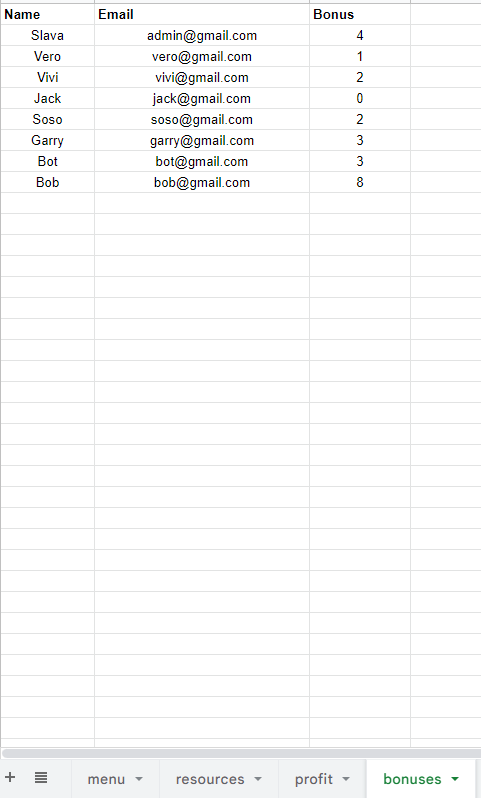 Name Email Bonus
Slava admin@gmail.com 4
Vero vero@gmail.com 1
Vivi vivi@gmail.com 2
Jack jack@gmail.com 0
Soso soso@gmail.com 2
Garry garry@gmail.com 3
Bot bot@gmail.com 3
Bob bob@gmail.com 8
menu resources profit bonuses